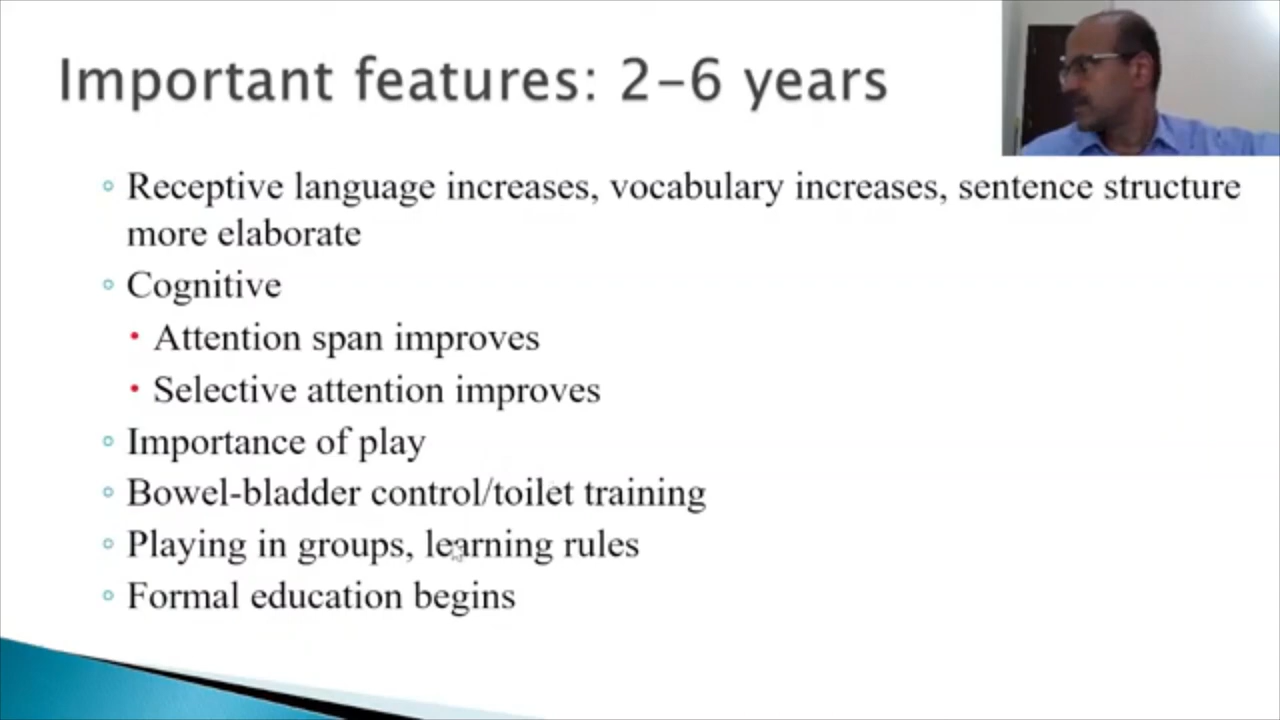 Important features: 2-6 years
Receptive language increases, vocabulary increases, sentence structure
more elaborate
Cognitive
Attention span improves
Selective attention improves
Importance of play
Bowel-bladder control/toilet training
Playing in groups, learning rules
Formal education begins